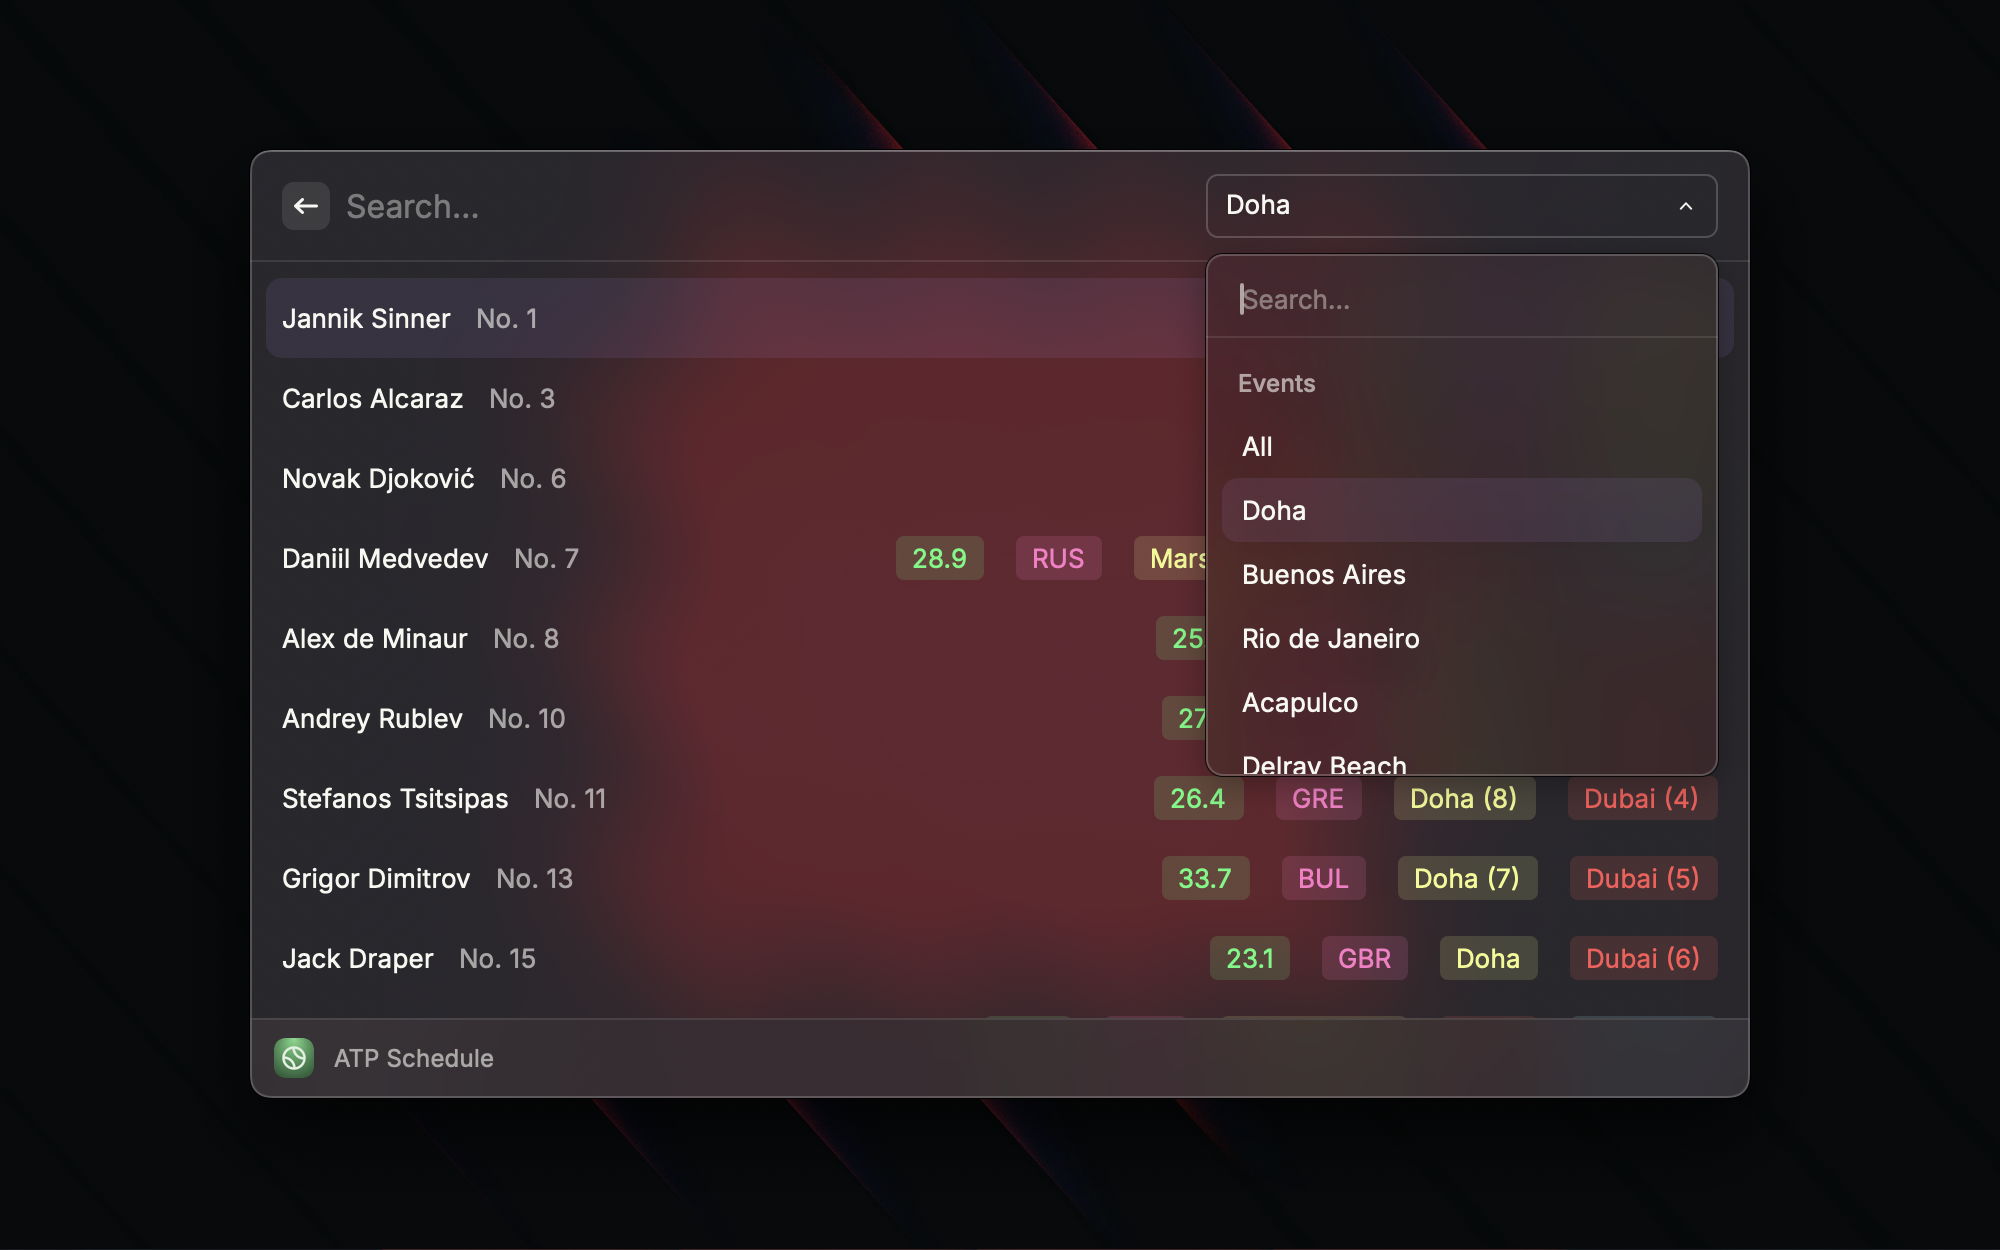 Search...
Doha
Search...
Events
All
Doha
Buenos Aires
Rio de Janeiro
Acapulco
Delray Beach
Jannik Sinner No. 1
Carlos Alcaraz No. 3
Novak Djoković No. 6
Daniil Medvedev No. 7 28.9 RUS Mars
Alex de Minaur No. 8 25.
Andrey Rublev No. 10 27
Stefanos Tsitsipas No. 11 26.4 GRE Doha (8) Dubai (4)
Grigor Dimitrov No. 13 33.7 BUL Doha (7) Dubai (5)
Jack Draper No. 15 23.1 GBR Doha Dubai (6)
ATP Schedule